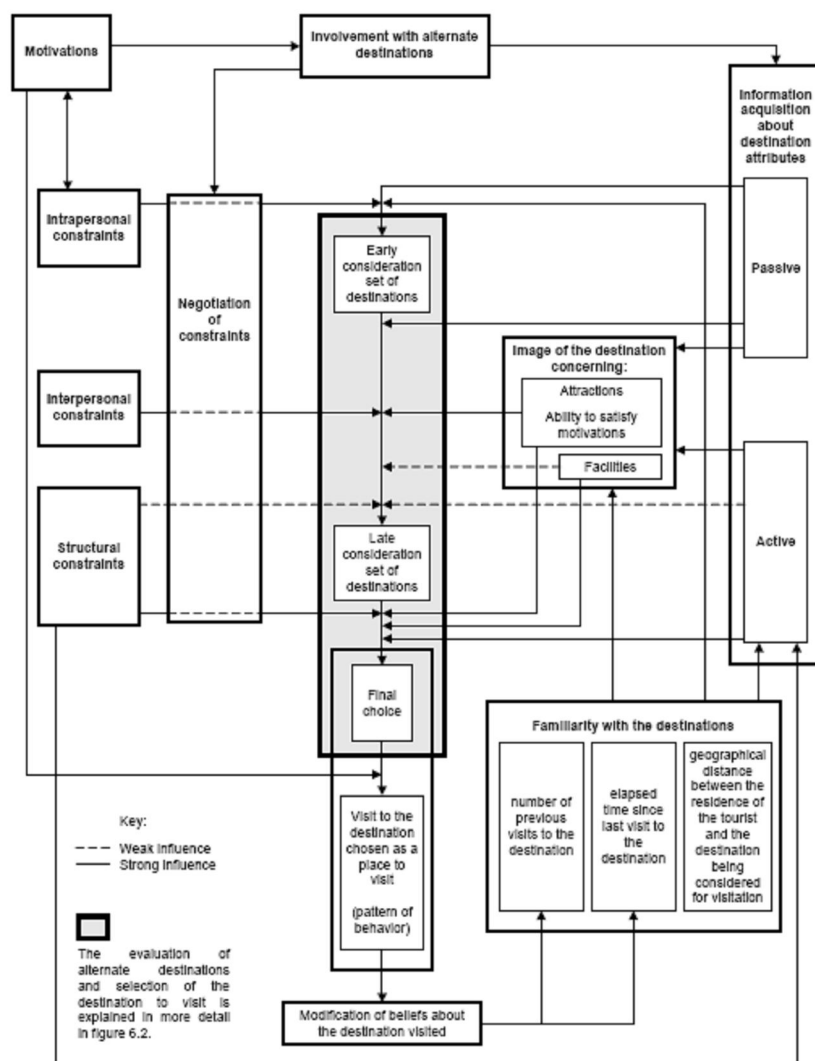 Motivations
Involvement with alternate
destinations
Information
acquisition
about
destination
attributes
Passive
Active
Intrapersonal
constraints
Interpersonal
constraints
Structural
constraints
Negotiation
of
constraints
Early
consideration
set of
destinations
Late
consideration
set of
destinations
Final
choice
Visit to the
destination
chosen as a
place to
visit
(pattern of
behavior)
Modification of beliefs about
the destination visited
Image of the destination
concerning:
Attractions
Ability to satisfy
motivations
Facilities
Familiarity with the destinations
number of
previous
visits to the
destination
elapsed
time since
last visit to
the
destination
geographical
distance
between the
residence of
the tourist
and the
destination
being
considered
for visitation
Key:
Weak influence
Strong influence
The evaluation of
alternate destinations
and selection of the
destination to visit is
explained in more detail
in figure 6.2.